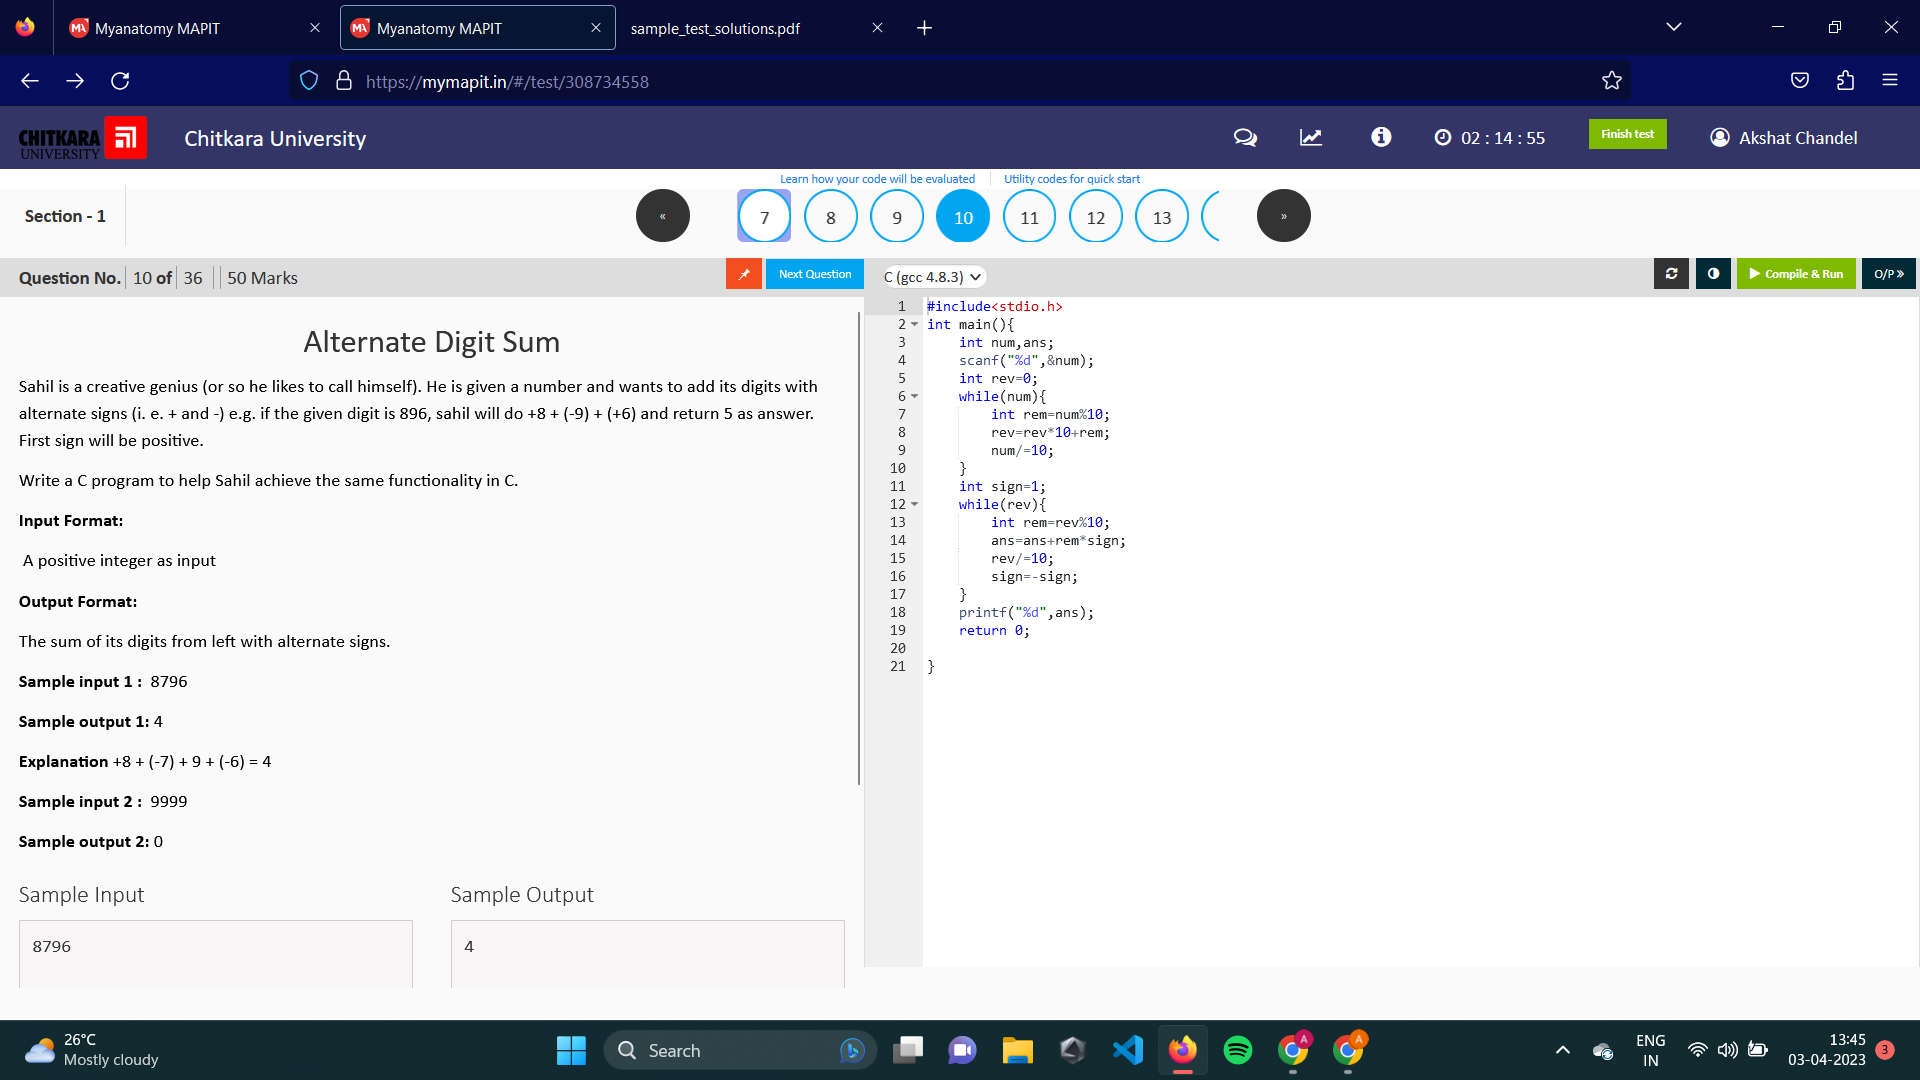 Myanatomy MAPIT
Myanatomy MAPIT
sample_test_solutions.pdf
https://mymapit.in/#/test/308734558
CHITKARA
UNIVERSITY
Chitkara University
02 : 14 : 55
Finish test
Akshat Chandel
Learn how your code will be evaluated
Utility codes for quick start
Section - 1
«
7
8
9
10
11
12
13
»
Question No. 10 of 36 50 Marks
Next Question
C (gcc 4.8.3)
Compile & Run
O/P »
Alternate Digit Sum
Sahil is a creative genius (or so he likes to call himself). He is given a number and wants to add its digits with
alternate signs (i. e. + and -) e.g. if the given digit is 896, sahil will do +8 + (-9) + (+6) and return 5 as answer.
First sign will be positive.
Write a C program to help Sahil achieve the same functionality in C.
Input Format:
A positive integer as input
Output Format:
The sum of its digits from left with alternate signs.
Sample input 1 : 8796
Sample output 1: 4
Explanation +8 + (-7) + 9 + (-6) = 4
Sample input 2 : 9999
Sample output 2: 0
Sample Input
Sample Output
8796
4
1 #include<stdio.h>
2 int main(){
3 int num,ans;
4 scanf("%d",&num);
5 int rev=0;
6 while(num){
7 int rem=num%10;
8 rev=rev*10+rem;
9 num/=10;
10 }
11 int sign=1;
12 while(rev){
13 int rem=rev%10;
14 ans=ans+rem*sign;
15 rev/=10;
16 sign=-sign;
17 }
18 printf("%d",ans);
19 return 0;
20
21 }
26°C
Mostly cloudy
Search
A
A
ENG
IN
13:45
03-04-2023
3